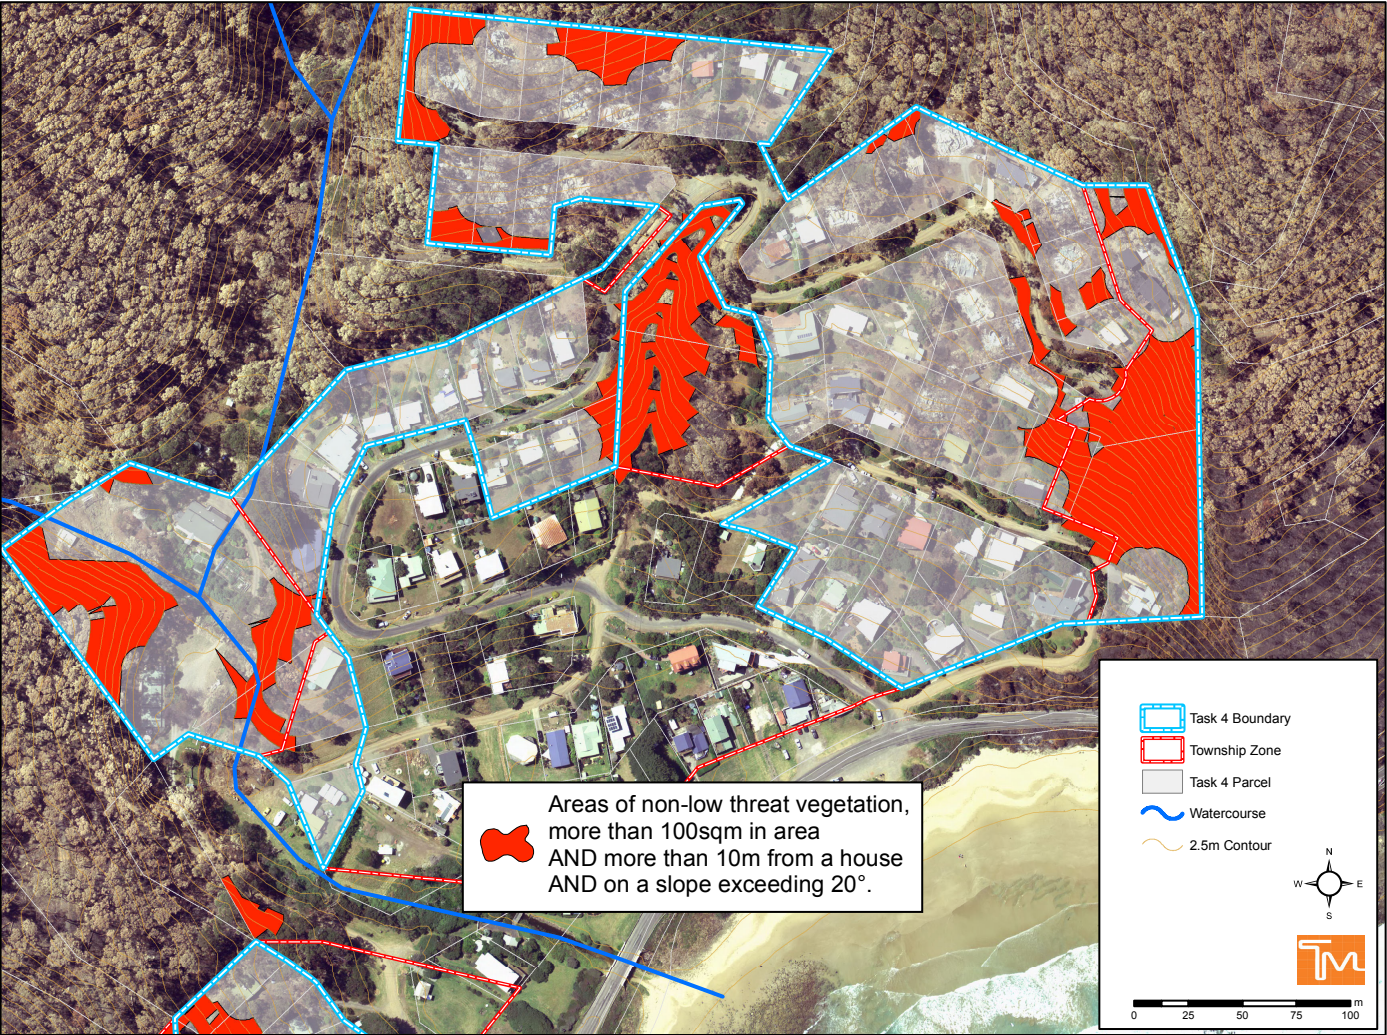 Areas of non-low threat vegetation,
more than 100sqm in area
AND more than 10m from a house
AND on a slope exceeding 20°.
Task 4 Boundary
Township Zone
Task 4 Parcel
Watercourse
2.5m Contour
N
W E
S
TM
m
0 25 50 75 100